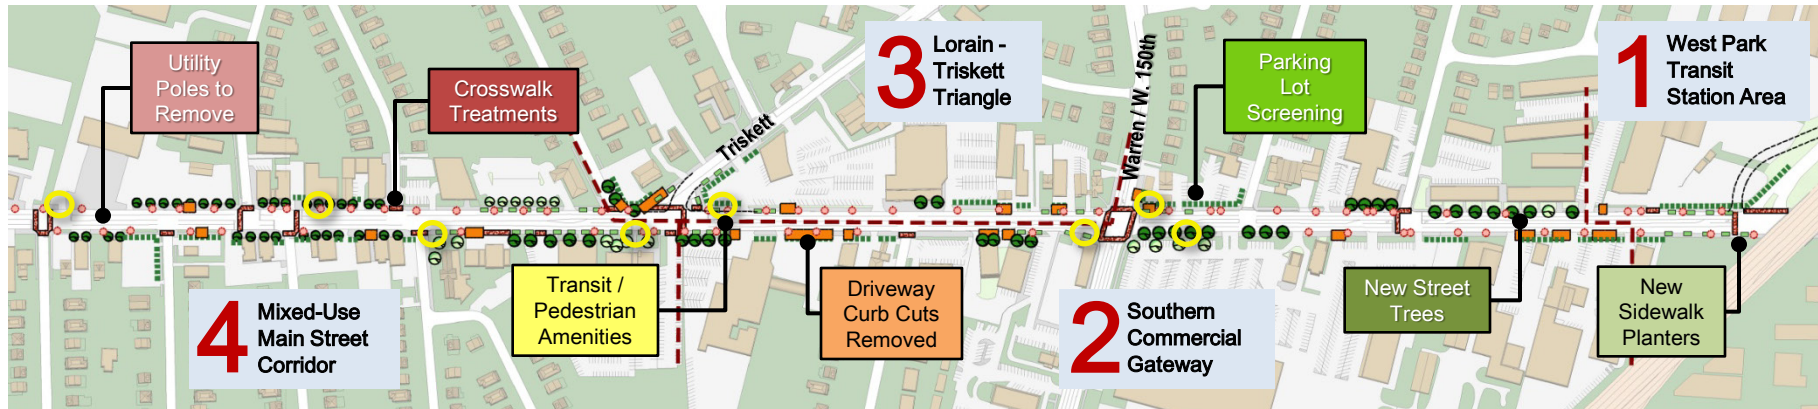 Utility
Poles to
Remove
Crosswalk
Treatments
Triskett
3
Lorain -
Triskett
Triangle
Warren / W. 150th
Parking
Lot
Screening
1
West Park
Transit
Station Area
4
Mixed-Use
Main Street
Corridor
Transit /
Pedestrian
Amenities
Driveway
Curb Cuts
Removed
2
Southern
Commercial
Gateway
New Street
Trees
New
Sidewalk
Planters